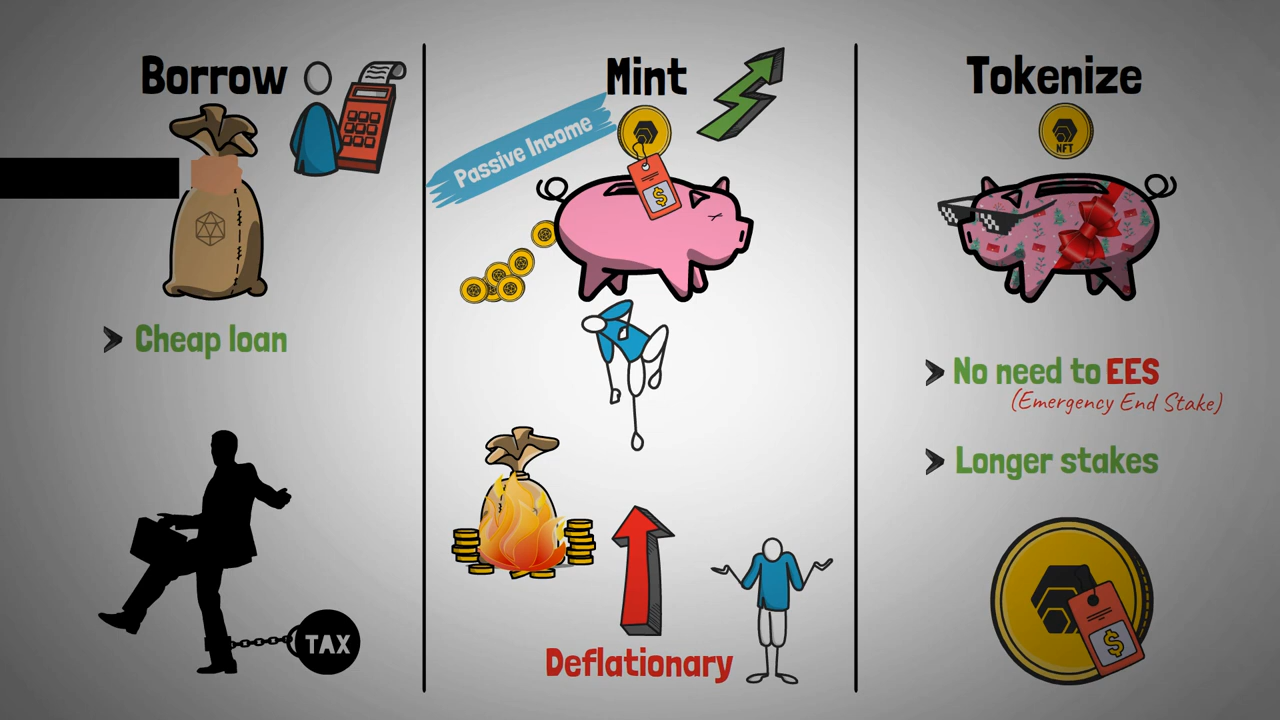 Borrow
Cheap loan
TAX
Mint
Passive Income
$
Deflationary
Tokenize
NFT
No need to EES
(Emergency End Stake)
Longer stakes
$